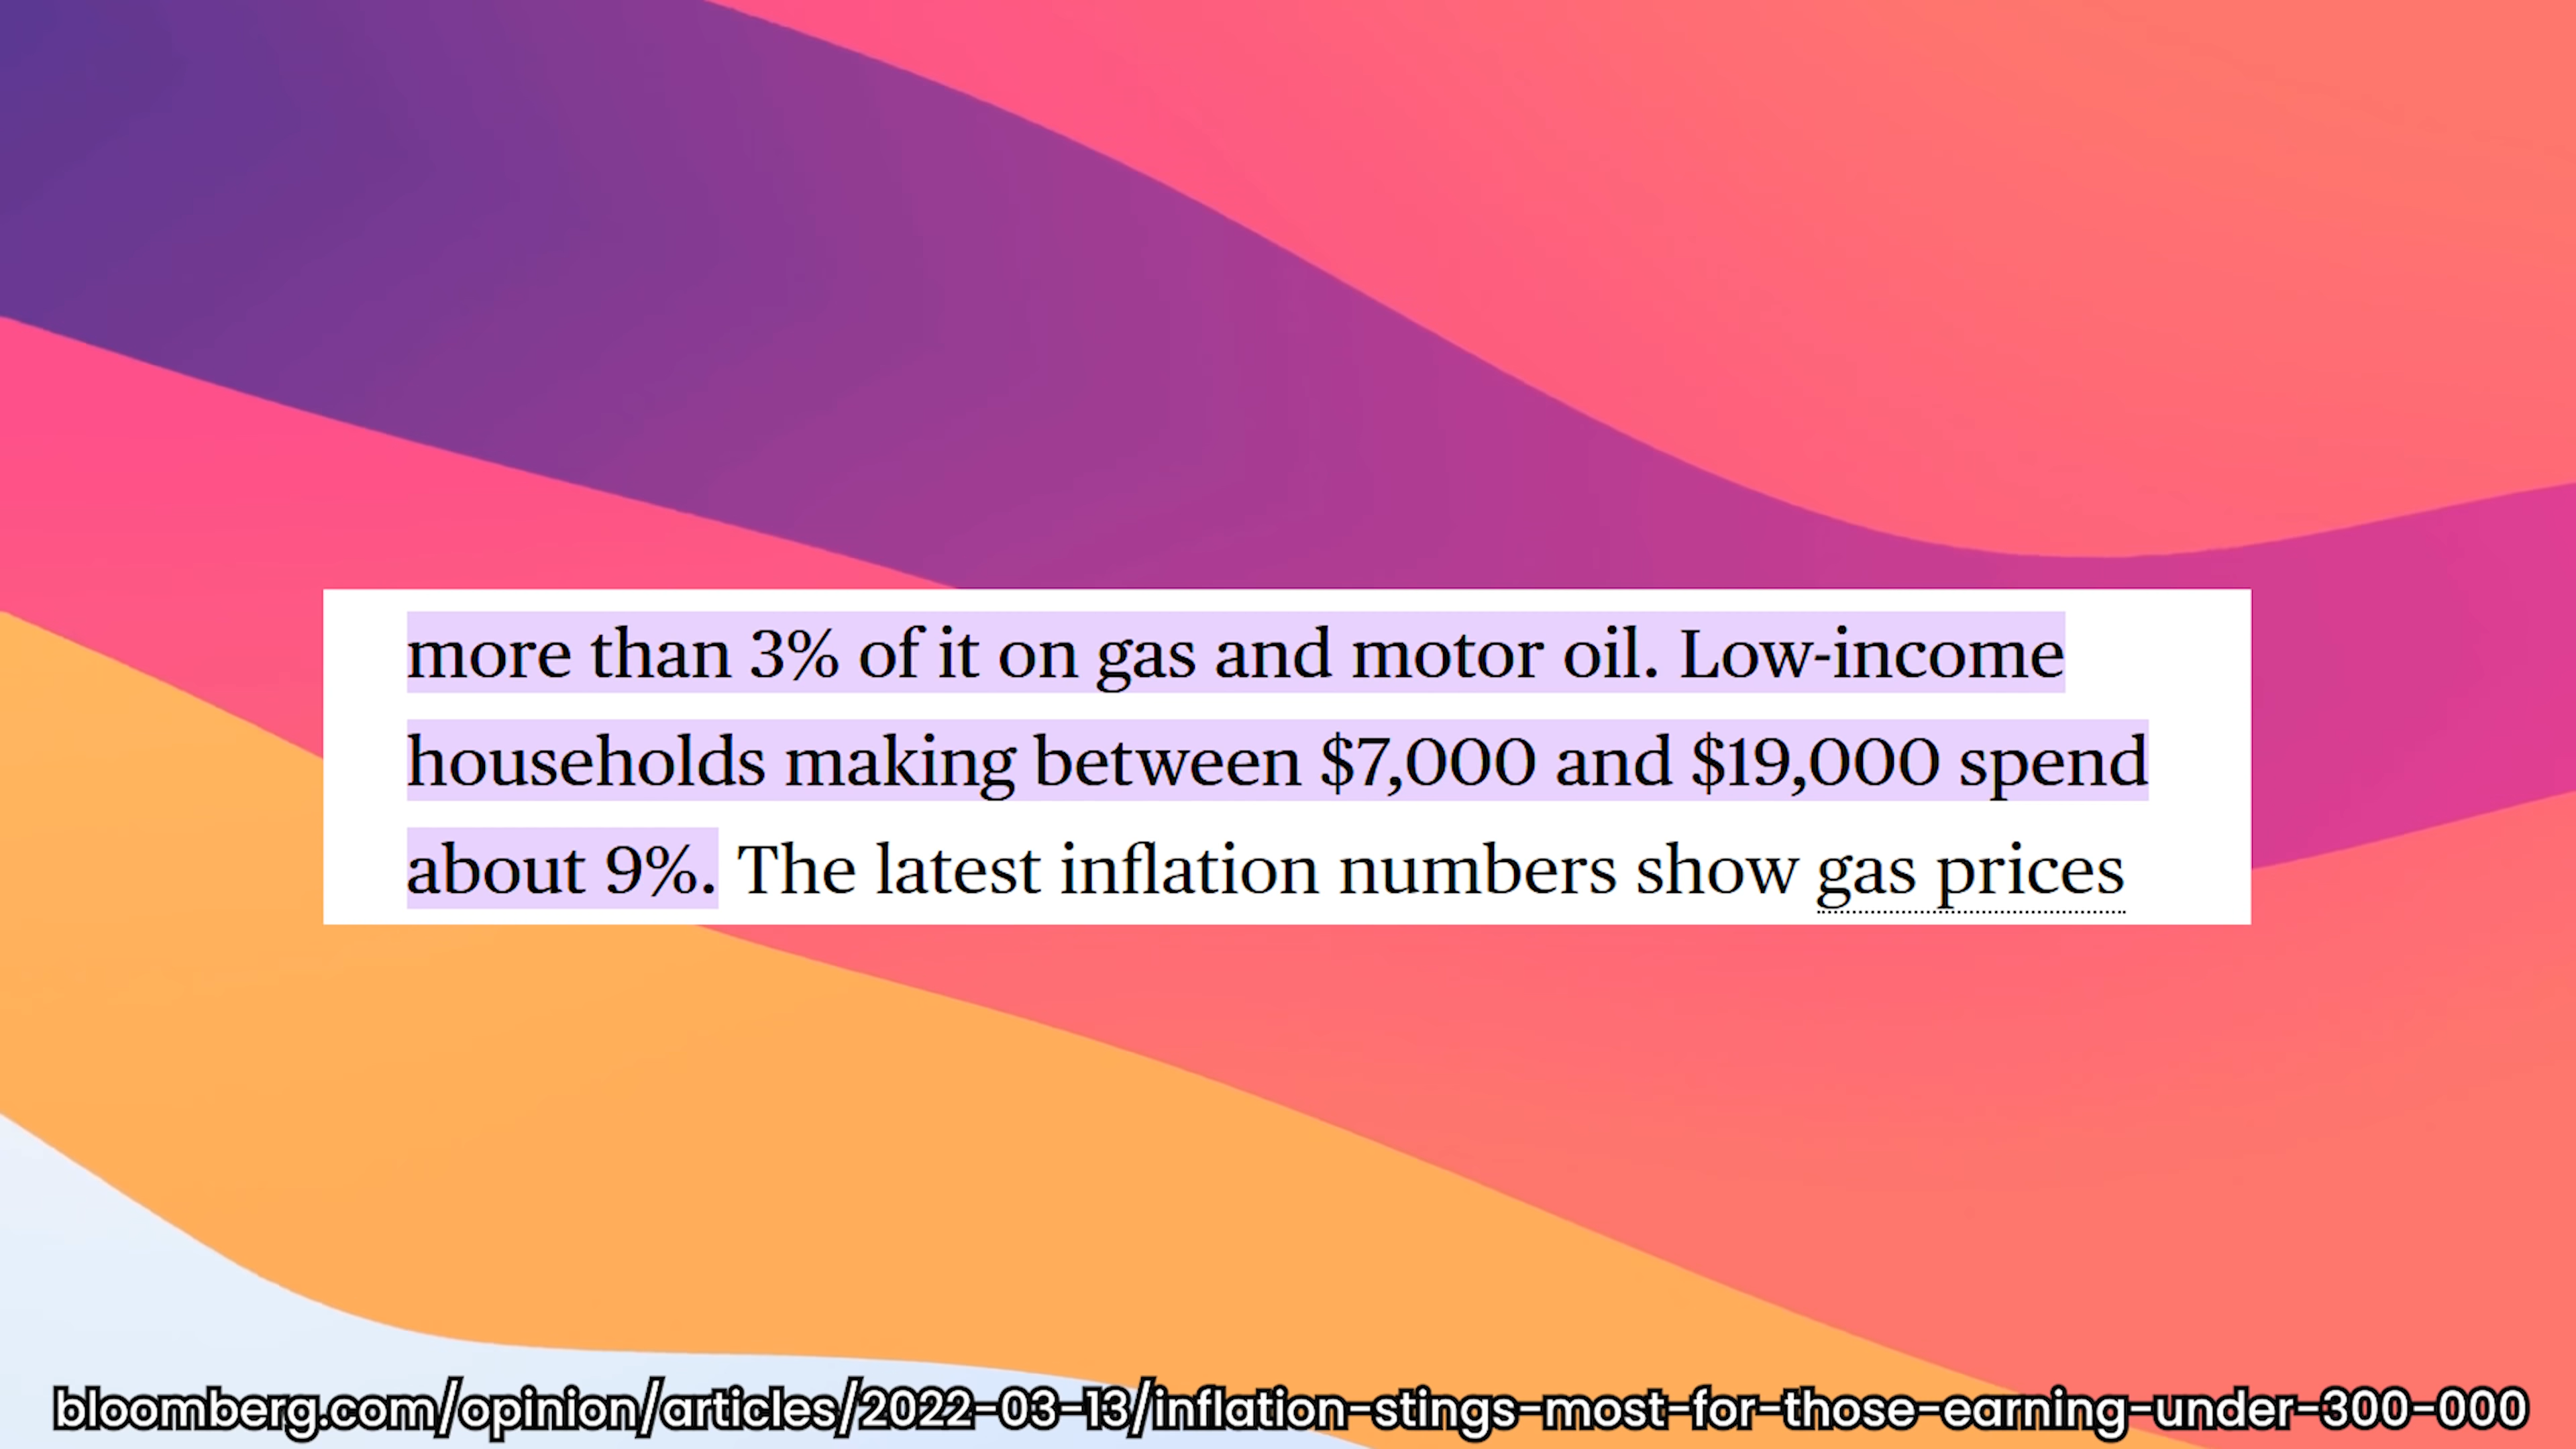 more than 3% of it on gas and motor oil. Low-income
households making between $7,000 and $19,000 spend
about 9%. The latest inflation numbers show gas prices
bloomberg.com/opinion/articles/2022-03-13/inflation-stings-most-for-those-earning-under-300-000